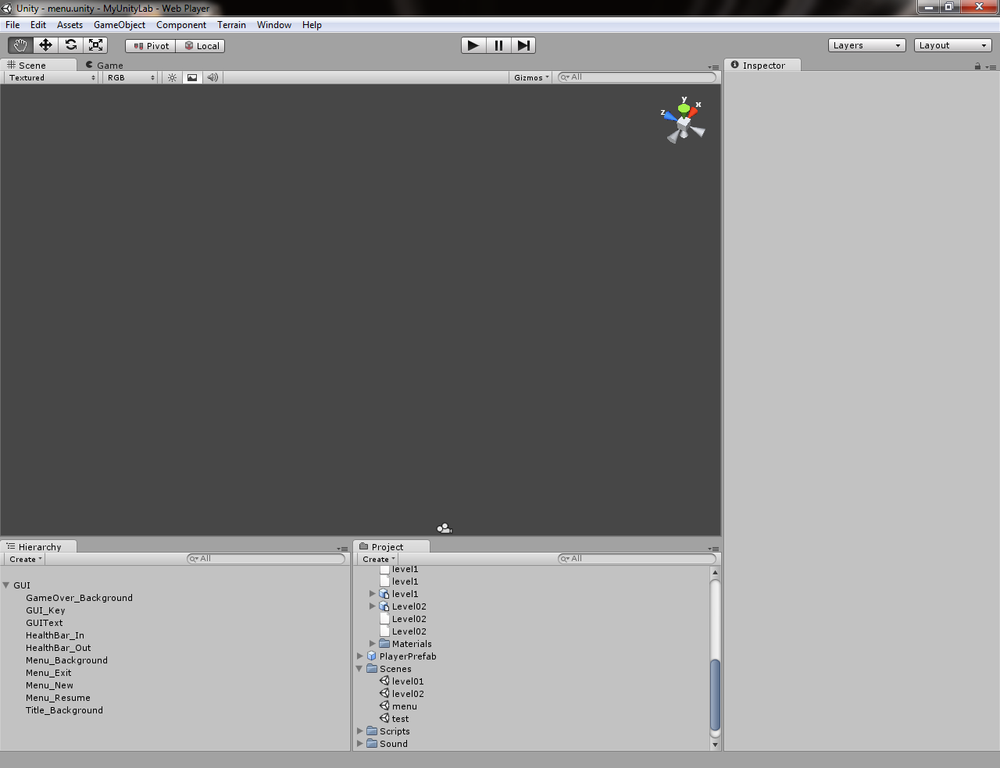 Unity - menu.unity - MyUnityLab - Web Player
File Edit Assets GameObject Component Terrain Window Help
Pivot Local Layers Layout
Scene Game Inspector
Textured RGB Gizmos All
y
x
z
Hierarchy Project
Create All Create All
level1
GUI
GameOver_Background
GUI_Key
GUIText
HealthBar_In
HealthBar_Out
Menu_Background
Menu_Exit
Menu_New
Menu_Resume
Title_Background
level1
level1
Level02
Level02
Level02
Materials
PlayerPrefab
Scenes
level01
level02
menu
test
Scripts
Sound